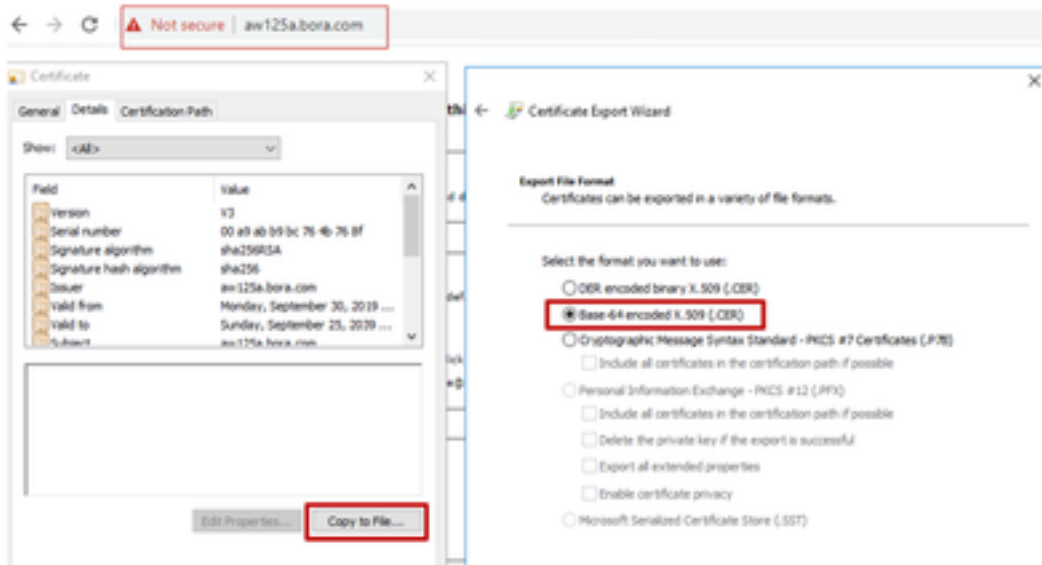 Not secure | aw125a.bora.com
Certificate
General Details Certification Path
Show: <All>
Field Value
Version V3
Serial number 00 a9 ab b9 bc 76 4b 76 8f
Signature algorithm sha256RSA
Signature hash algorithm sha256
Issuer aw125a.bora.com
Valid from Monday, September 30, 2019 ....
Valid to Sunday, September 25, 2039 ....
Subject aw125a.bora.com
Edit Properties...
Copy to File...
Certificate Export Wizard
Export File Format
Certificates can be exported in a variety of file formats.
Select the format you want to use:
DER encoded binary X.509 (.CER)
Base-64 encoded X.509 (.CER)
Cryptographic Message Syntax Standard - PKCS #7 Certificates (.P7B)
Include all certificates in the certification path if possible
Personal Information Exchange - PKCS #12 (.PFX)
Include all certificates in the certification path if possible
Delete the private key if the export is successful
Export all extended properties
Enable certificate privacy
Microsoft Serialized Certificate Store (.SST)